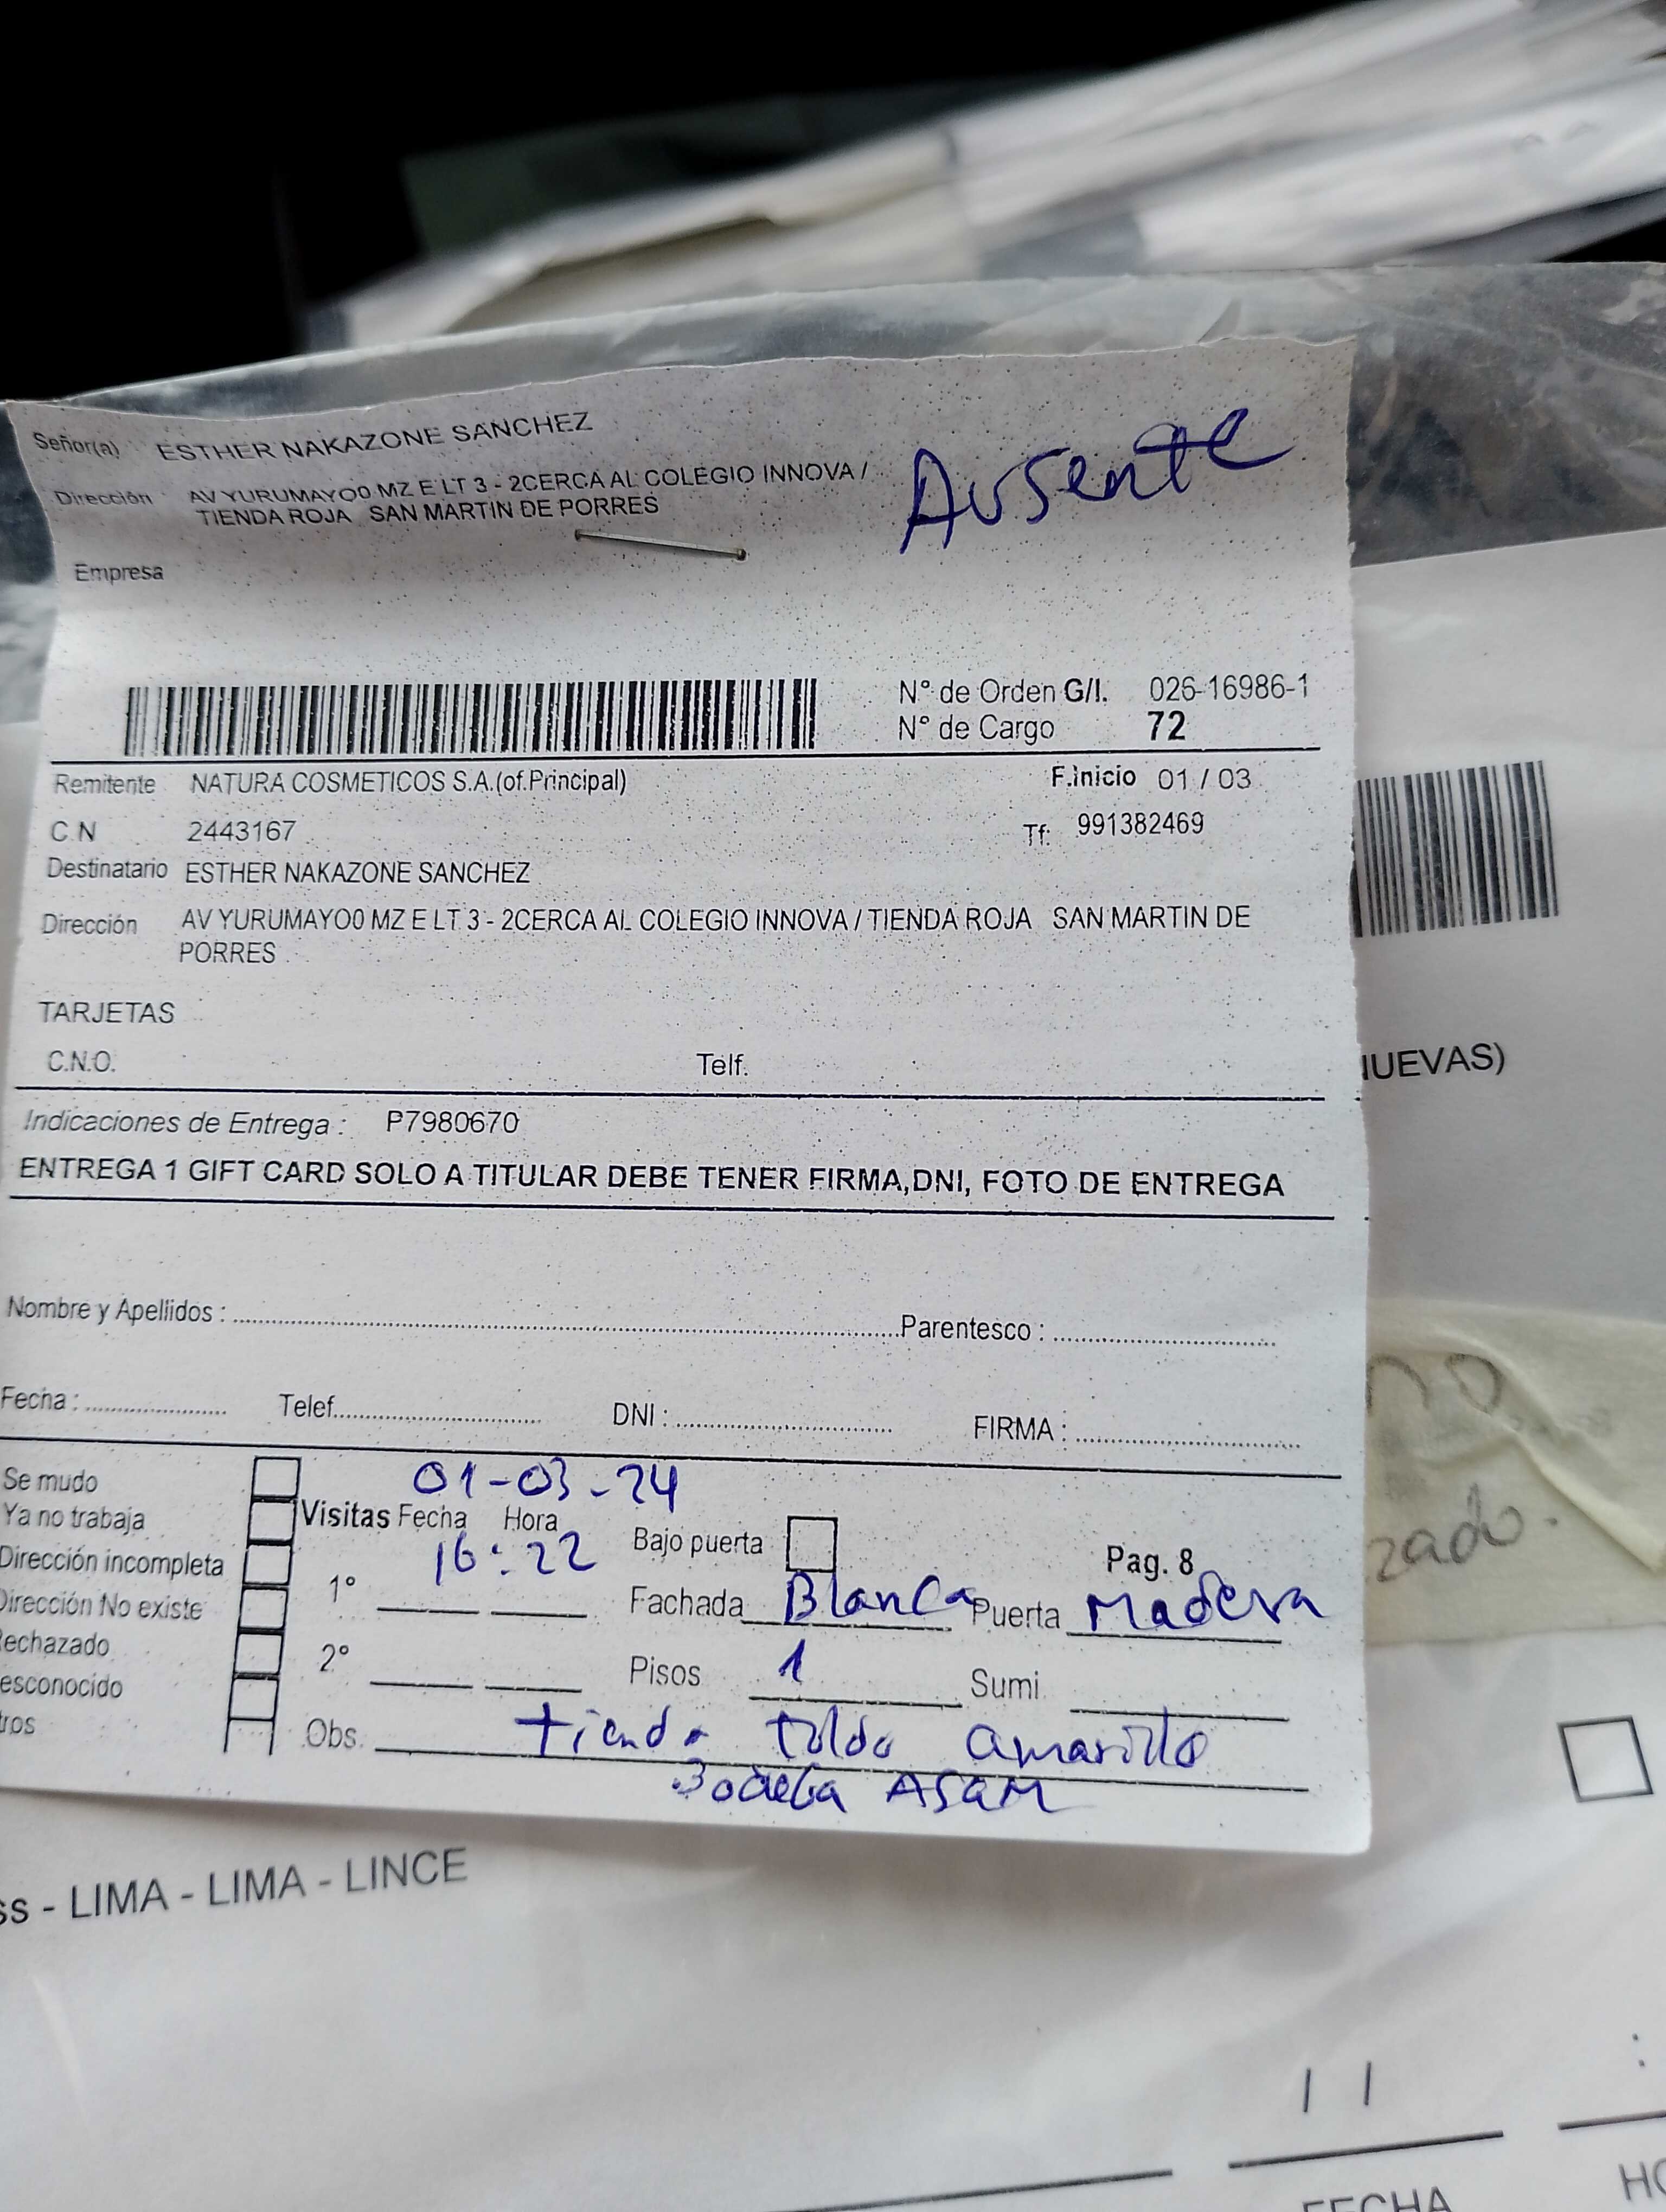 Señor(a) ESTHER NAKAZONE SANCHEZ
Ausente
Dirección AV YURUMAYO0 MZ E LT 3 - 2CERCA AL COLEGIO INNOVA /
TIENDA ROJA SAN MARTIN DE PORRES
Empresa
N° de Orden G/I. 026-16986-1
N° de Cargo 72
Remitente NATURA COSMETICOS S.A.(of.Principal) F.Inicio 01 / 03
C.N 2443167 Tf: 991382469
Destinatario ESTHER NAKAZONE SANCHEZ
Dirección AV YURUMAYO0 MZ E LT 3 - 2CERCA AL COLEGIO INNOVA / TIENDA ROJA SAN MARTIN DE
PORRES
TARJETAS
C.N.O. Telf.
Indicaciones de Entrega : P7980670
ENTREGA 1 GIFT CARD SOLO A TITULAR DEBE TENER FIRMA,DNI, FOTO DE ENTREGA
Nombre y Apellidos : Parentesco :
Fecha : Telef. DNI : FIRMA :
Se mudo 01-03-24
Ya no trabaja Visitas Fecha Hora Bajo puerta Pag. 8
Dirección incompleta 16:22
1° Fachada Blanca Puerta Madera
Dirección No existe
Rechazado 2° Pisos 1 Sumi
esconocido
tros Obs. tienda toldo amarillo
Bodega
UEVAS)
no.
zado.
ss - LIMA - LIMA - LINCE
/ / :
FECHA HO